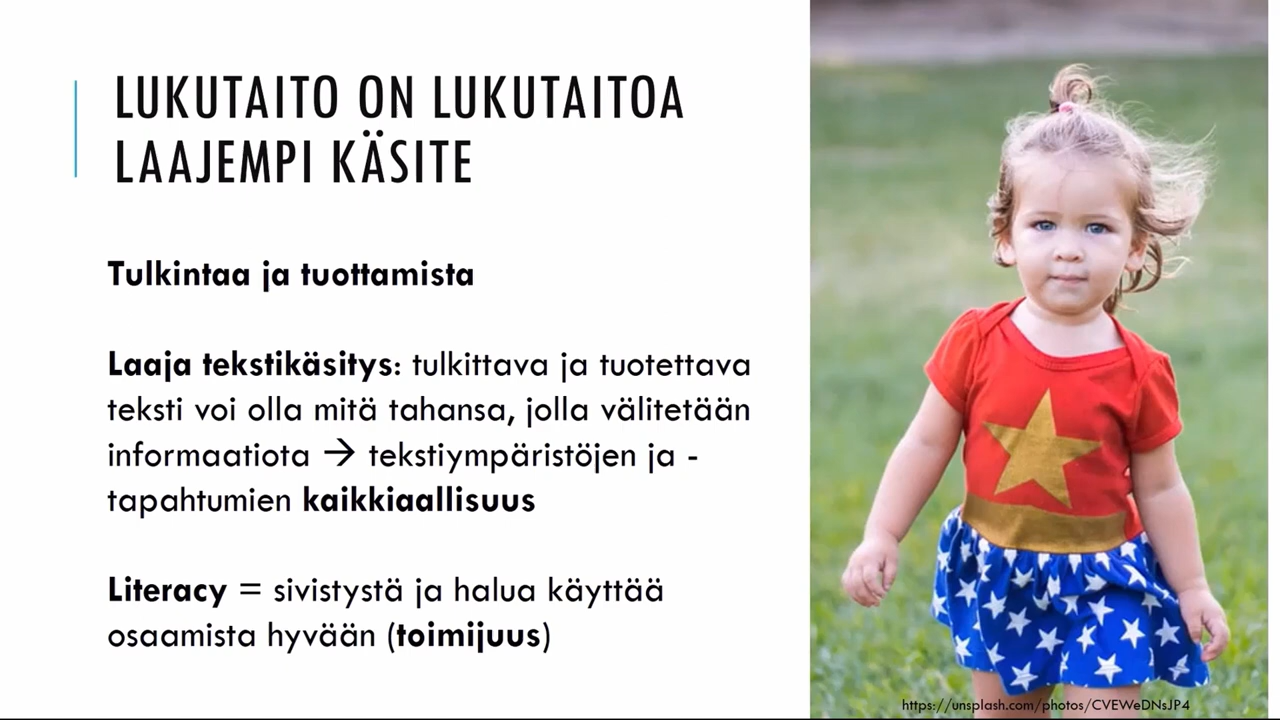 LUKUTAITO ON LUKUTAITOA
LAAJEMPI KÄSITE
Tulkintaa ja tuottamista
Laaja tekstikäsitys: tulkittava ja tuotettava
teksti voi olla mitä tahansa, jolla välitetään
informaatiota → tekstiympäristöjen ja -
tapahtumien kaikkiaallisuus
Literacy = sivistystä ja halua käyttää
osaamista hyvään (toimijuus)
https://unsplash.com/photos/CVEWeDNsJP4